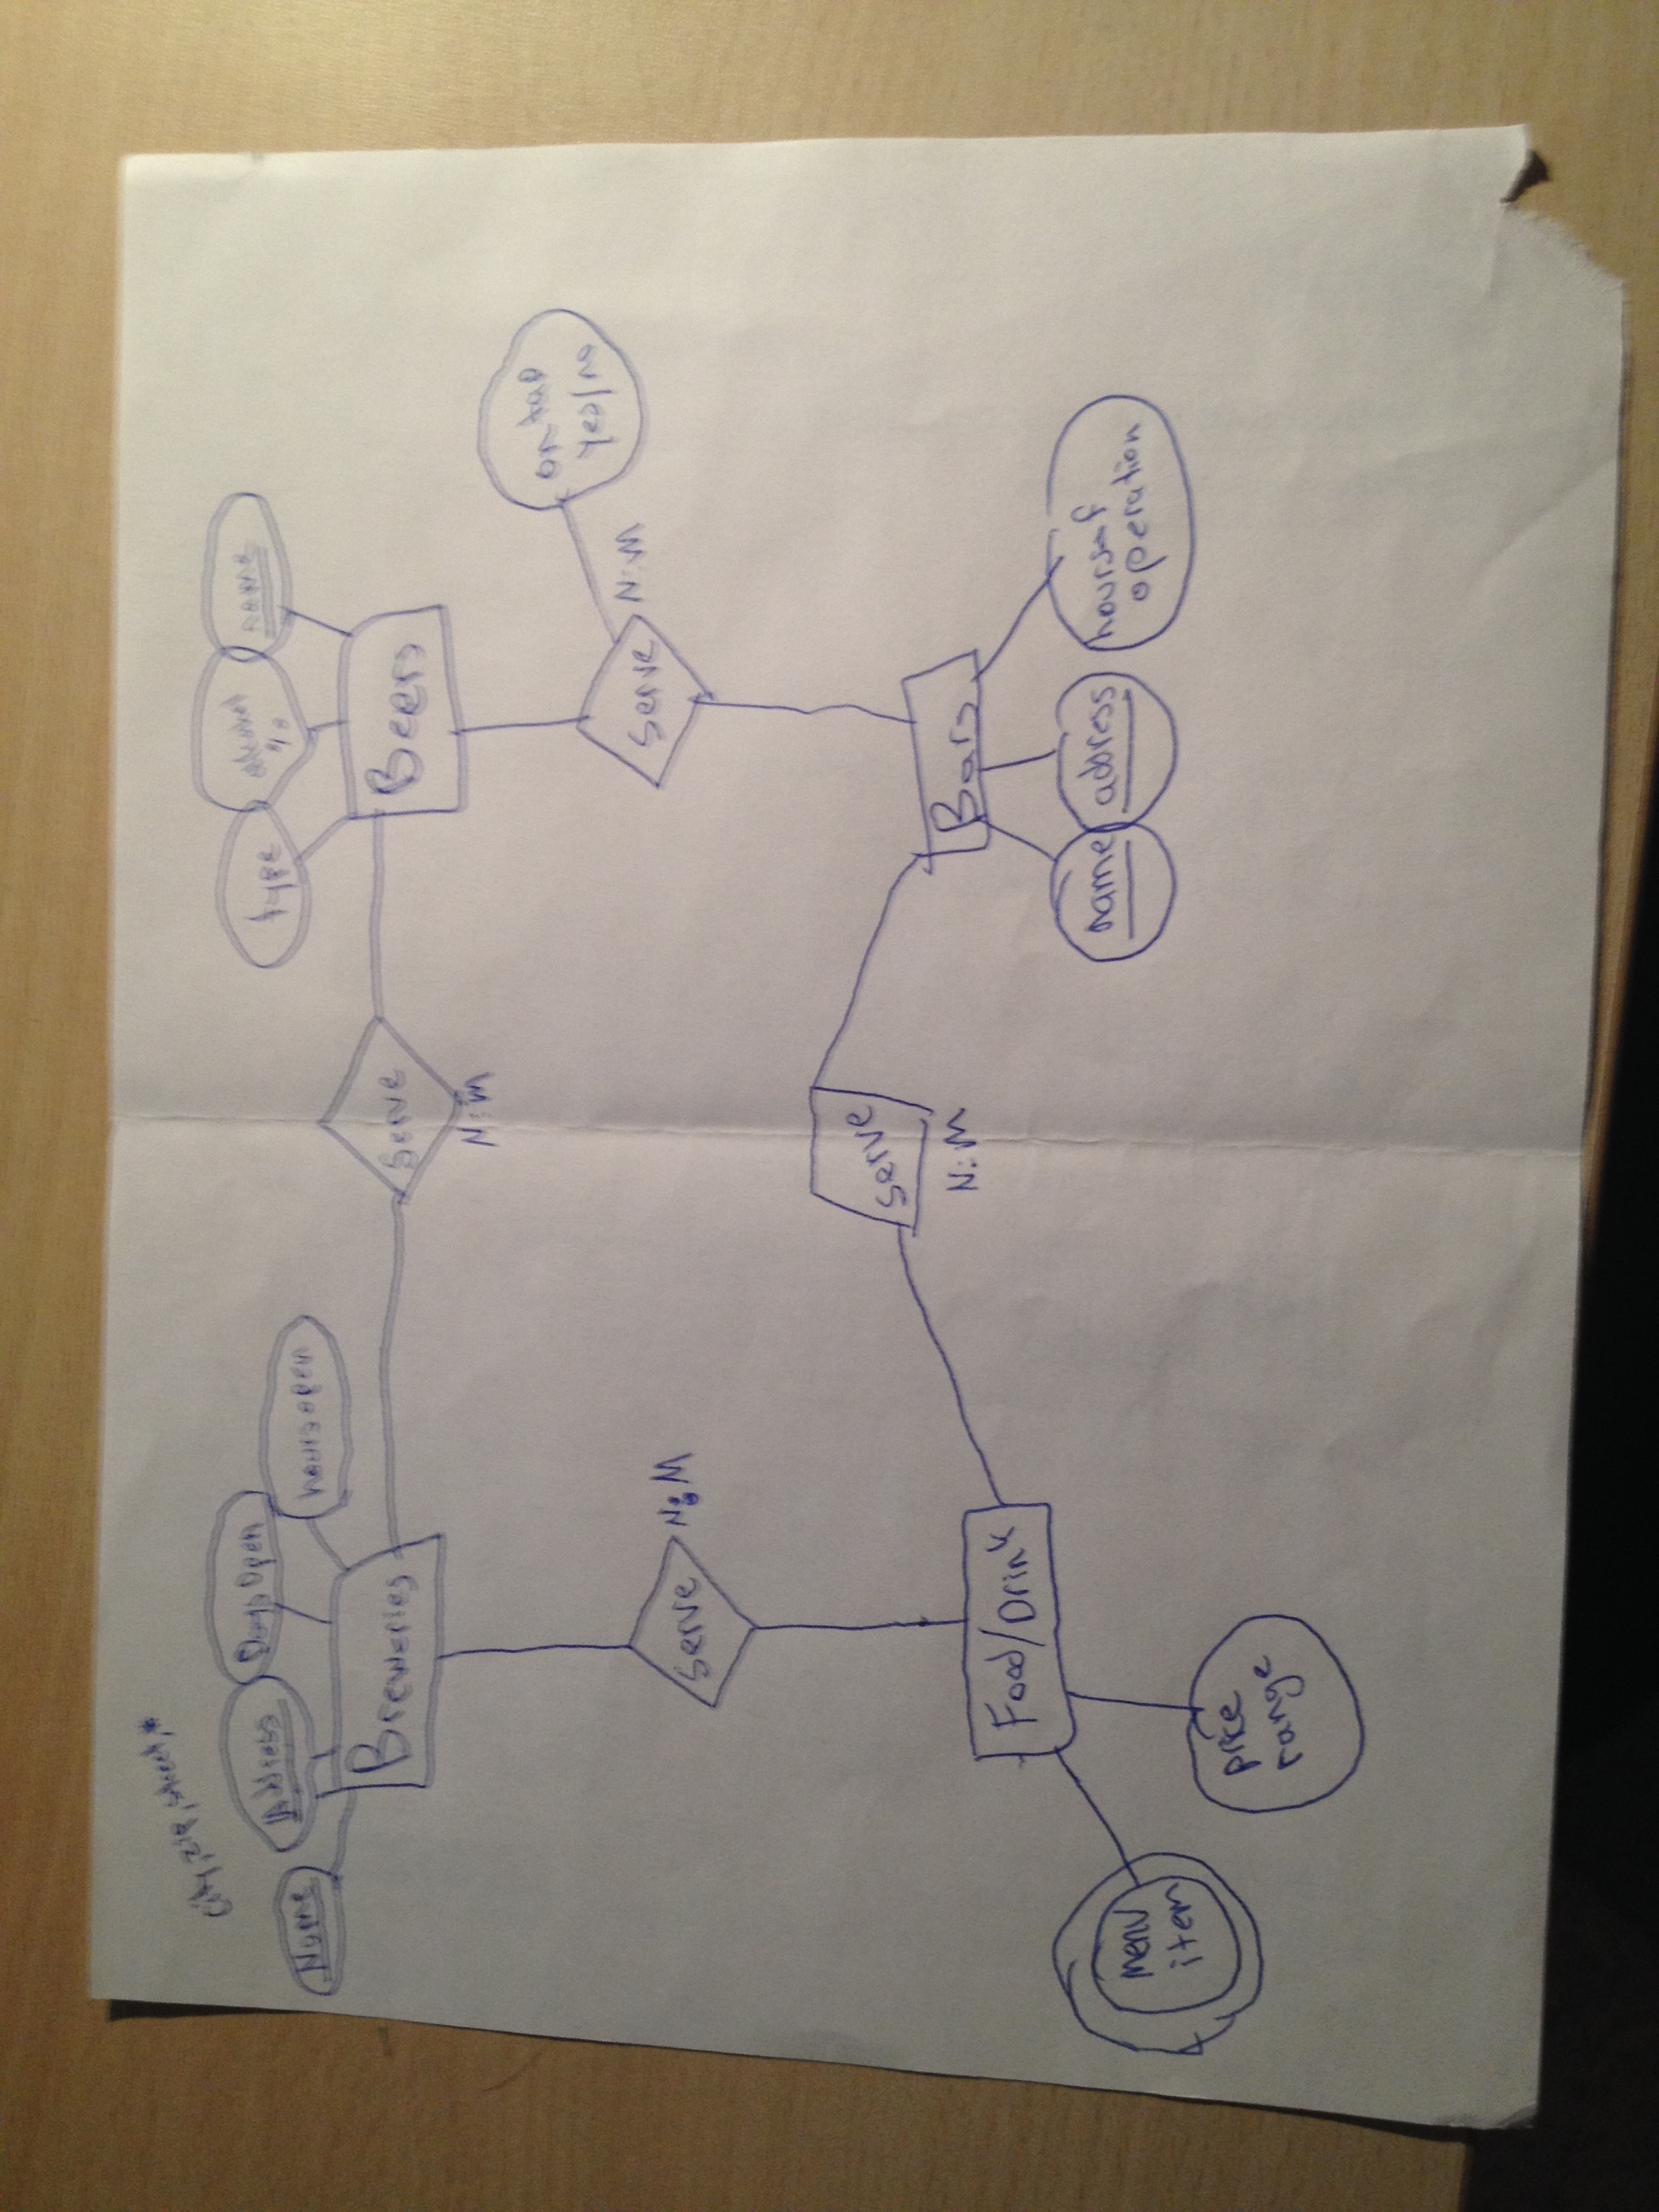 City, zip, street, *
Name
Address
Days Open
hours open
type
alcohol
%
name
Breweries
Serve
N:M
Beers
on tap
yes/no
Serve
N:M
Serve
N:M
Serve
N:M
Food/Drink
Bars
menu
item
price
range
name
address
hours of
operation